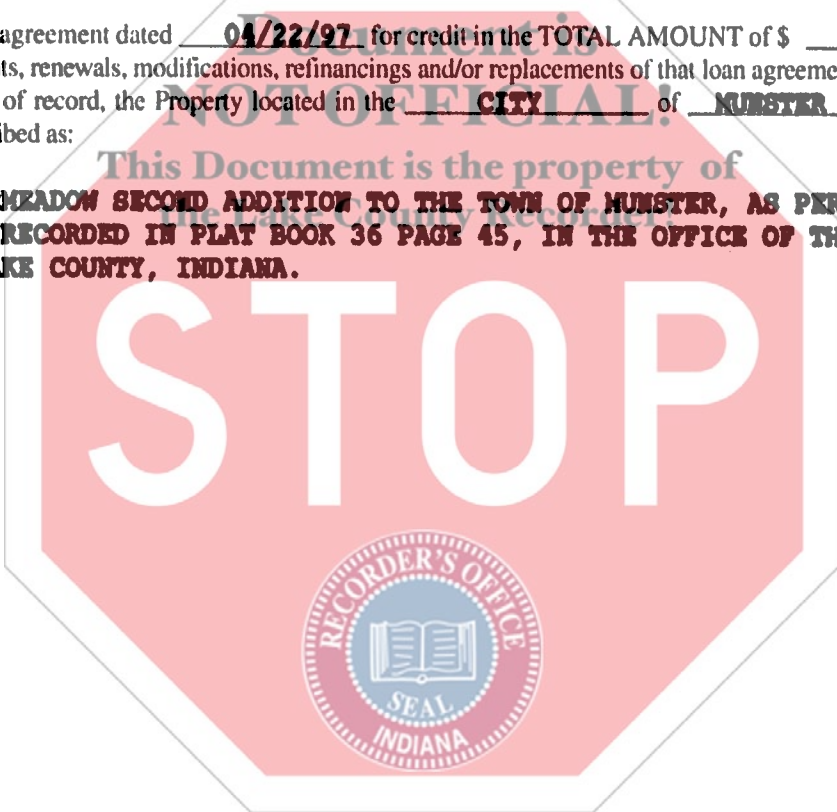 agreement dated 04/22/97 for credit in the TOTAL AMOUNT of $
Document is
ts, renewals, modifications, refinancings and/or replacements of that loan agreeme
NOT OFFICIAL!
of record, the Property located in the CITY of MUNSTER
ibed as:
This Document is the property of
the Lake County Recorder!
MEADOW SECOND ADDITION TO THE TOWN OF MUNSTER, AS PER
RECORDED IN PLAT BOOK 36 PAGE 45, IN THE OFFICE OF TH
KE COUNTY, INDIANA.
STOP
RECORDER'S OFFICE
SEAL
INDIANA